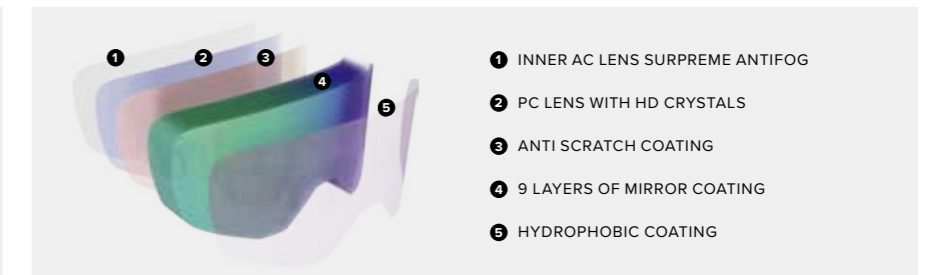 1 2 3 4 5
1 INNER AC LENS SURPREME ANTIFOG
2 PC LENS WITH HD CRYSTALS
3 ANTI SCRATCH COATING
4 9 LAYERS OF MIRROR COATING
5 HYDROPHOBIC COATING